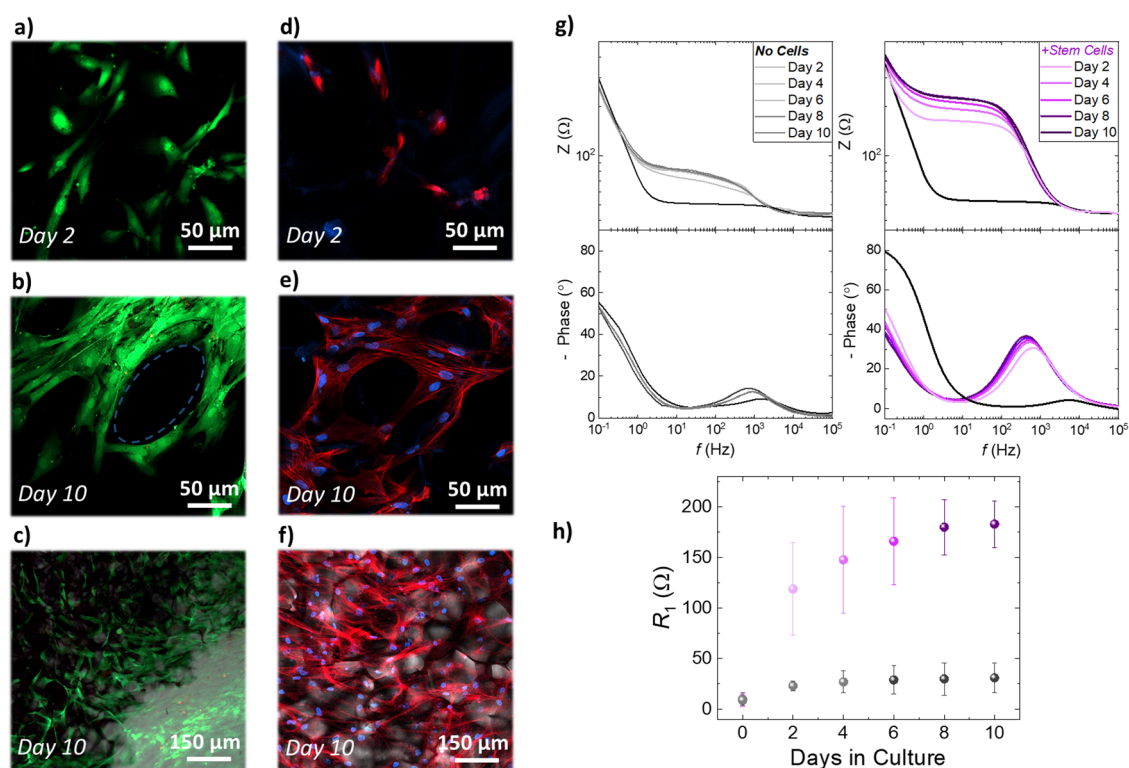 a)
Day 2
50 µm
d)
Day 2
50 µm
b)
Day 10
50 µm
e)
Day 10
50 µm
c)
Day 10
150 µm
f)
Day 10
150 µm
g)
No Cells
Day 2
Day 4
Day 6
Day 8
Day 10
Z (Ω)
10²
+Stem Cells
Day 2
Day 4
Day 6
Day 8
Day 10
Z (Ω)
10²
- Phase (°)
80
60
40
20
0
10⁻¹ 10⁰ 10¹ 10² 10³ 10⁴ 10⁵
f (Hz)
- Phase (°)
80
60
40
20
0
10⁻¹ 10⁰ 10¹ 10² 10³ 10⁴ 10⁵
f (Hz)
h)
R₁ (Ω)
200
150
100
50
0
0 2 4 6 8 10
Days in Culture